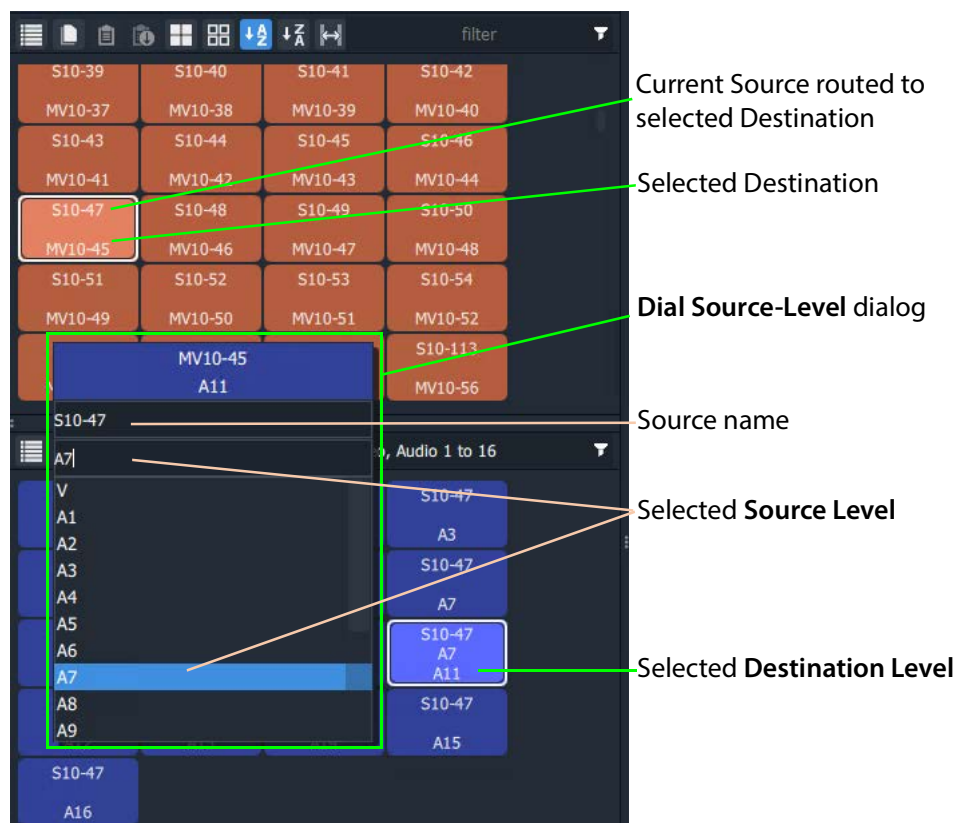 filter
S10-39 S10-40 S10-41 S10-42
MV10-37 MV10-38 MV10-39 MV10-40
Current Source routed to
selected Destination
S10-43 S10-44 S10-45 S10-46
MV10-41 MV10-42 MV10-43 MV10-44
Selected Destination
S10-47 S10-48 S10-49 S10-50
MV10-45 MV10-46 MV10-47 MV10-48
S10-51 S10-52 S10-53 S10-54
MV10-49 MV10-50 MV10-51 MV10-52
Dial Source-Level dialog
S10-113
MV10-56
MV10-45
A11
S10-47
Source name
A7
, Audio 1 to 16
V
A1
A2
A3
A4
A5
A6
A7
A8
A9
S10-47
A3
S10-47
A7
S10-47
A7
A11
S10-47
A15
Selected Source Level
Selected Destination Level
S10-47
A16